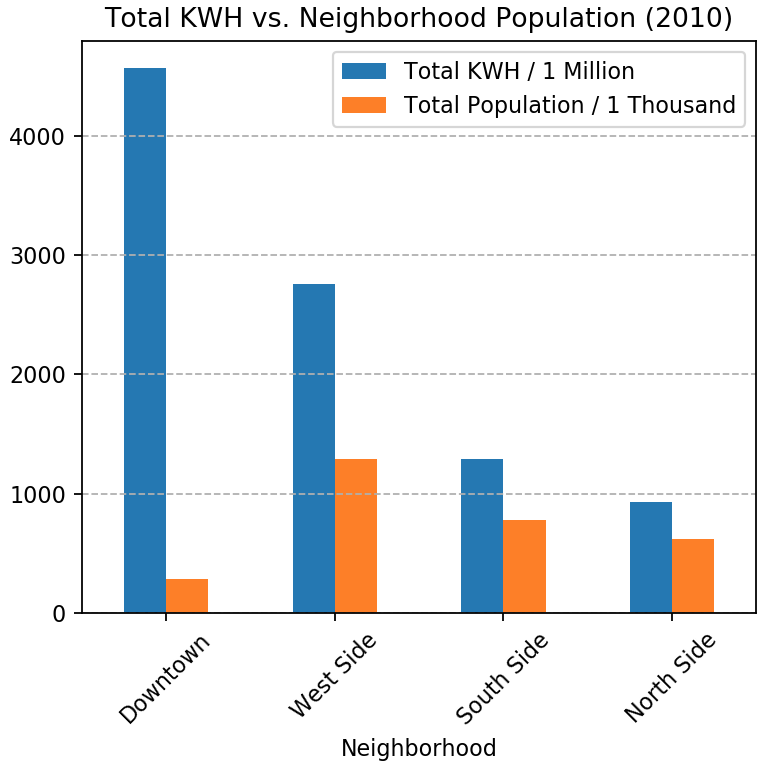 Total KWH vs. Neighborhood Population (2010)
Total KWH / 1 Million
Total Population / 1 Thousand
4000
3000
2000
1000
0
Downtown
West Side
South Side
North Side
Neighborhood